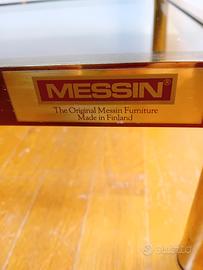 MESSIN®
The Original Messin Furniture
Made in Finland